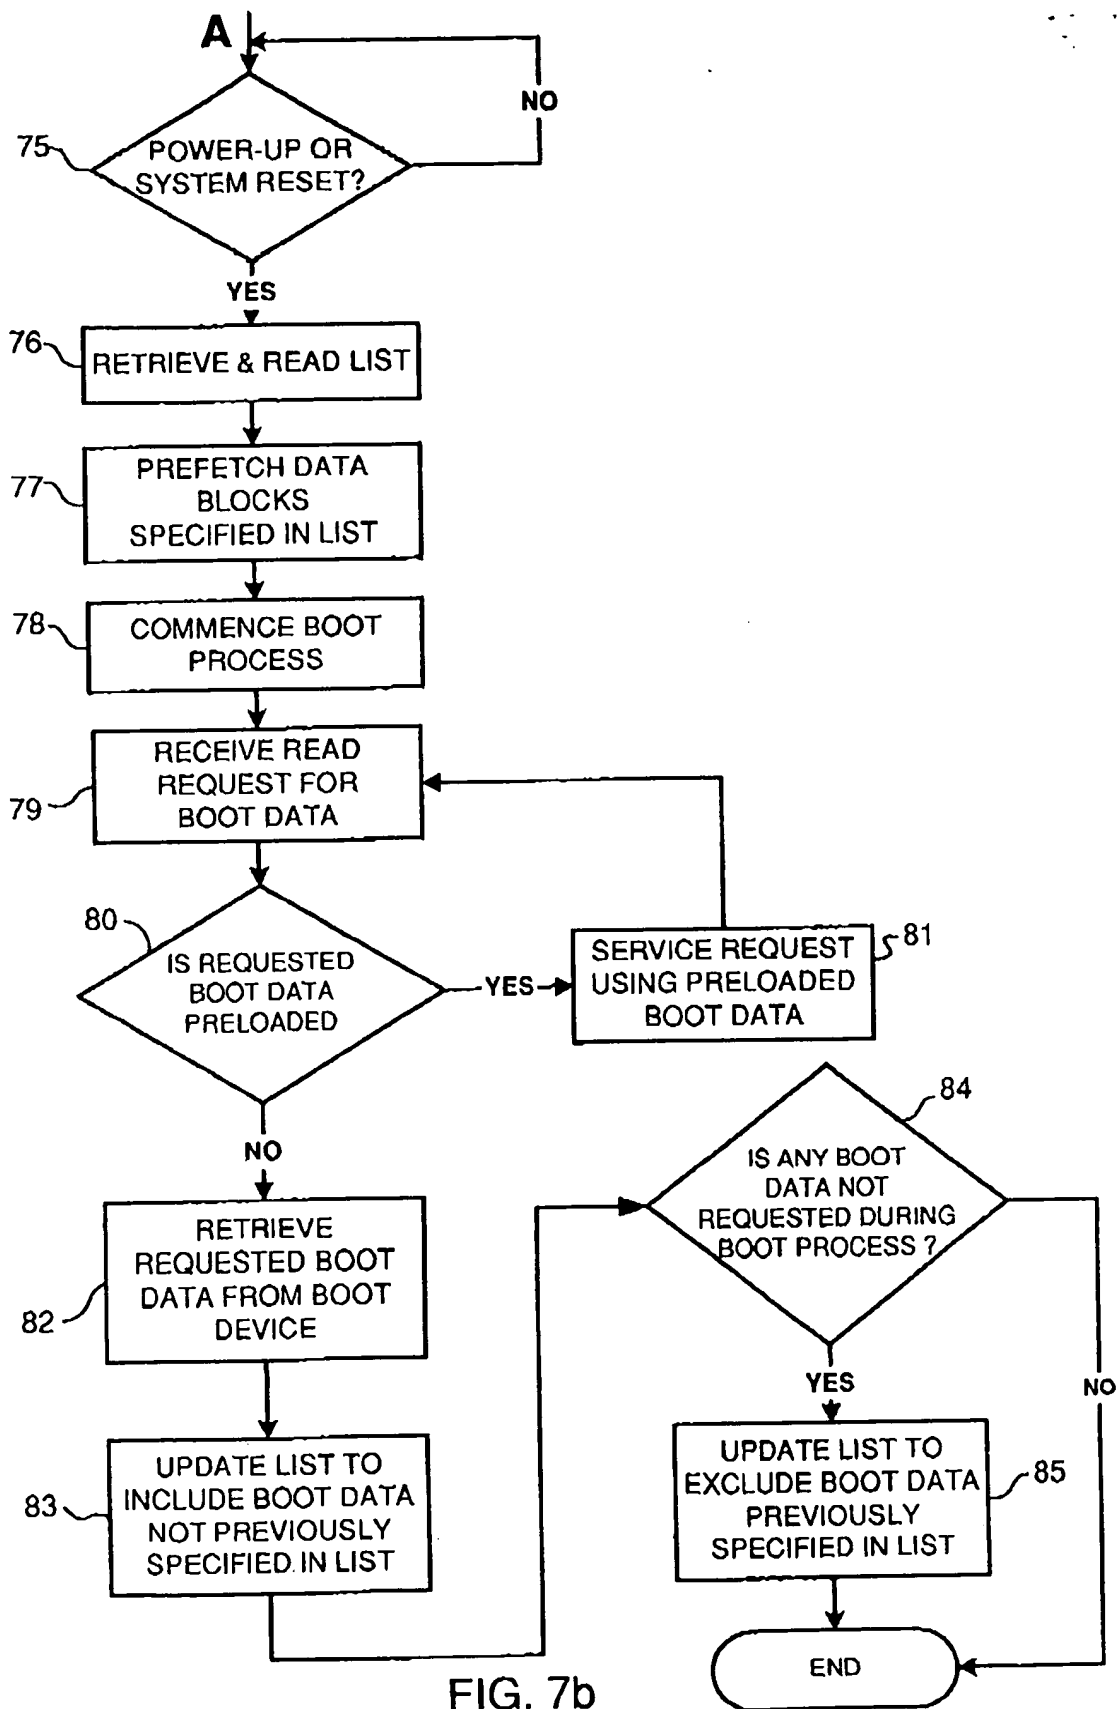 A
NO
75
POWER-UP OR
SYSTEM RESET?
YES
76
RETRIEVE & READ LIST
77
PREFETCH DATA
BLOCKS
SPECIFIED IN LIST
78
COMMENCE BOOT
PROCESS
79
RECEIVE READ
REQUEST FOR
BOOT DATA
80
IS REQUESTED
BOOT DATA
PRELOADED
YES
81
SERVICE REQUEST
USING PRELOADED
BOOT DATA
NO
82
RETRIEVE
REQUESTED BOOT
DATA FROM BOOT
DEVICE
83
UPDATE LIST TO
INCLUDE BOOT DATA
NOT PREVIOUSLY
SPECIFIED IN LIST
84
IS ANY BOOT
DATA NOT
REQUESTED DURING
BOOT PROCESS ?
YES
NO
85
UPDATE LIST TO
EXCLUDE BOOT DATA
PREVIOUSLY
SPECIFIED IN LIST
END
FIG. 7b